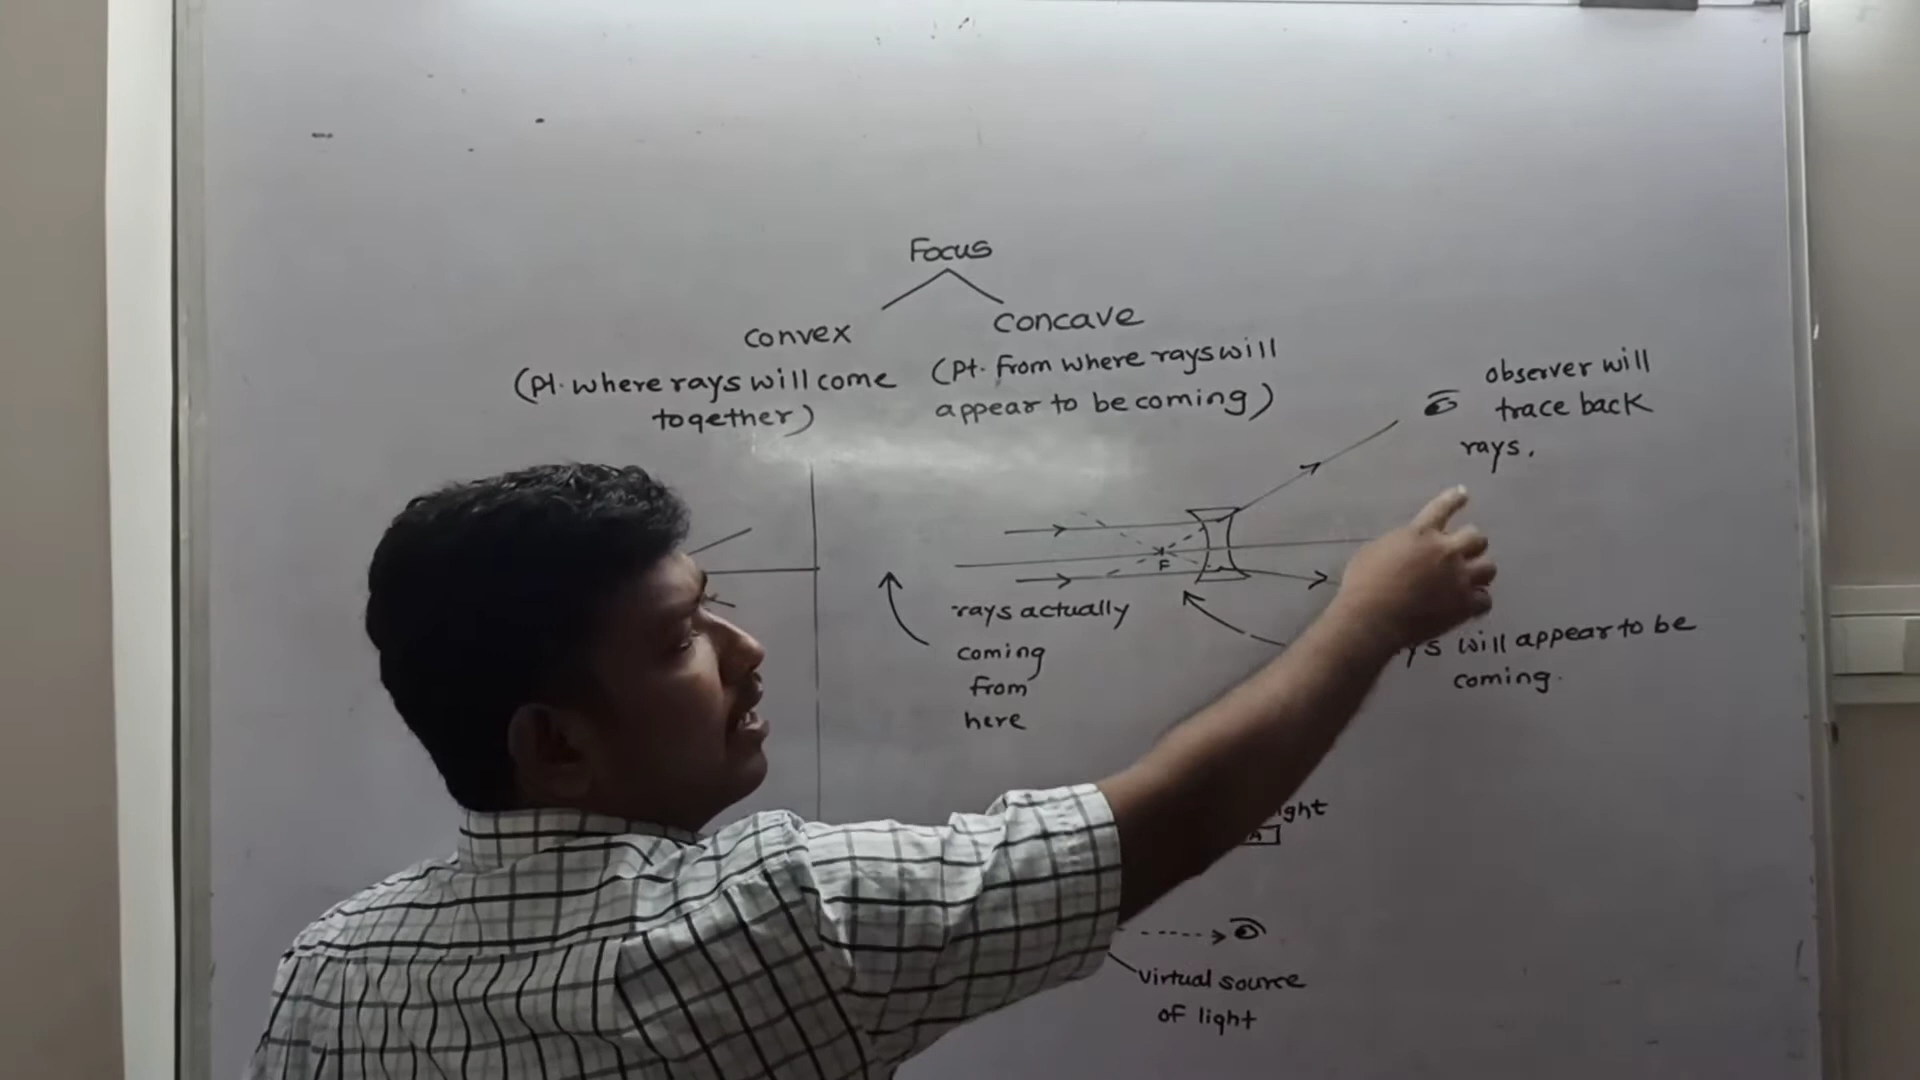 Focus
Convex
Concave
(Pt. where rays will come
together)
(Pt. from where rays will
appear to be coming)
observer will
trace back
rays.
F
rays actually
coming
from
here
will appear to be
coming.
A
virtual source
of light